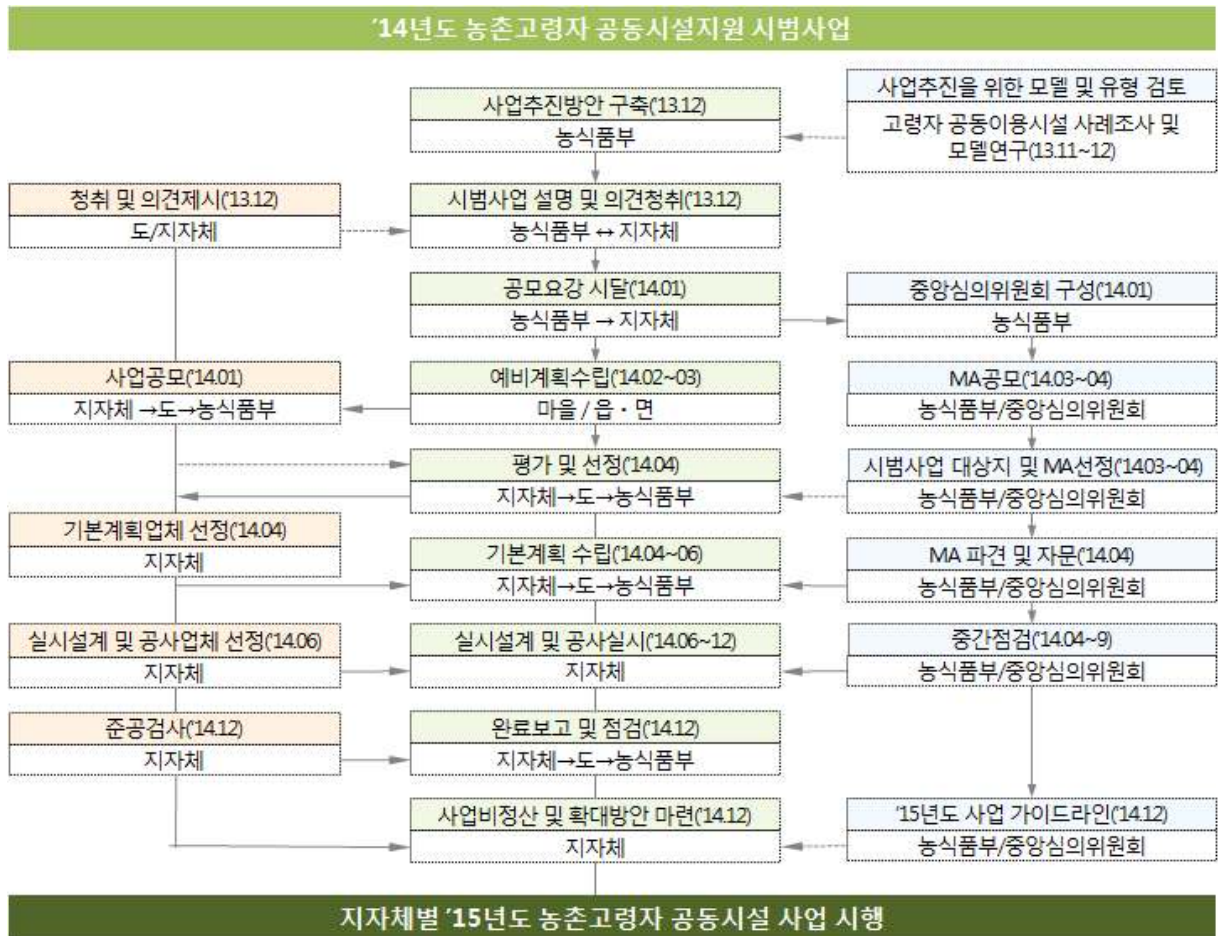 '14년도 농촌고령자 공동시설지원 시범사업
사업추진방안 구축('13.12)
농식품부
사업추진을 위한 모델 및 유형 검토
고령자 공동이용시설 사례조사 및
모델연구(13.11~12)
청취 및 의견제시('13.12)
도/지자체
시범사업 설명 및 의견청취('13.12)
농식품부 ↔ 지자체
공모요강 시달('14.01)
농식품부 → 지자체
중앙심의위원회 구성('14.01)
농식품부
사업공모('14.01)
지자체 →도→농식품부
예비계획수립('14.02~03)
마을 / 읍・면
MA공모('14.03~04)
농식품부/중앙심의위원회
평가 및 선정('14.04)
지자체→도→농식품부
시범사업 대상지 및 MA선정('14.03~04)
농식품부/중앙심의위원회
기본계획업체 선정('14.04)
지자체
기본계획 수립('14.04~06)
지자체→도→농식품부
MA 파견 및 자문('14.04)
농식품부/중앙심의위원회
실시설계 및 공사업체 선정('14.06)
지자체
실시설계 및 공사실시('14.06~12)
지자체
중간점검('14.04~9)
농식품부/중앙심의위원회
준공검사('14.12)
지자체
완료보고 및 점검('14.12)
지자체→도→농식품부
사업비정산 및 확대방안 마련('14.12)
지자체
'15년도 사업 가이드라인('14.12)
농식품부/중앙심의위원회
지자체별 '15년도 농촌고령자 공동시설 사업 시행